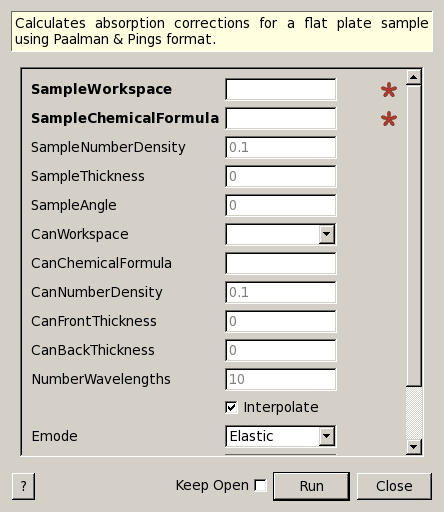 Calculates absorption corrections for a flat plate sample
using Paalman & Pings format.
SampleWorkspace
SampleChemicalFormula
SampleNumberDensity 0.1
SampleThickness 0
SampleAngle 0
CanWorkspace
CanChemicalFormula
CanNumberDensity 0.1
CanFrontThickness 0
CanBackThickness 0
NumberWavelengths 10
Interpolate
Emode Elastic
? Keep Open Run Close